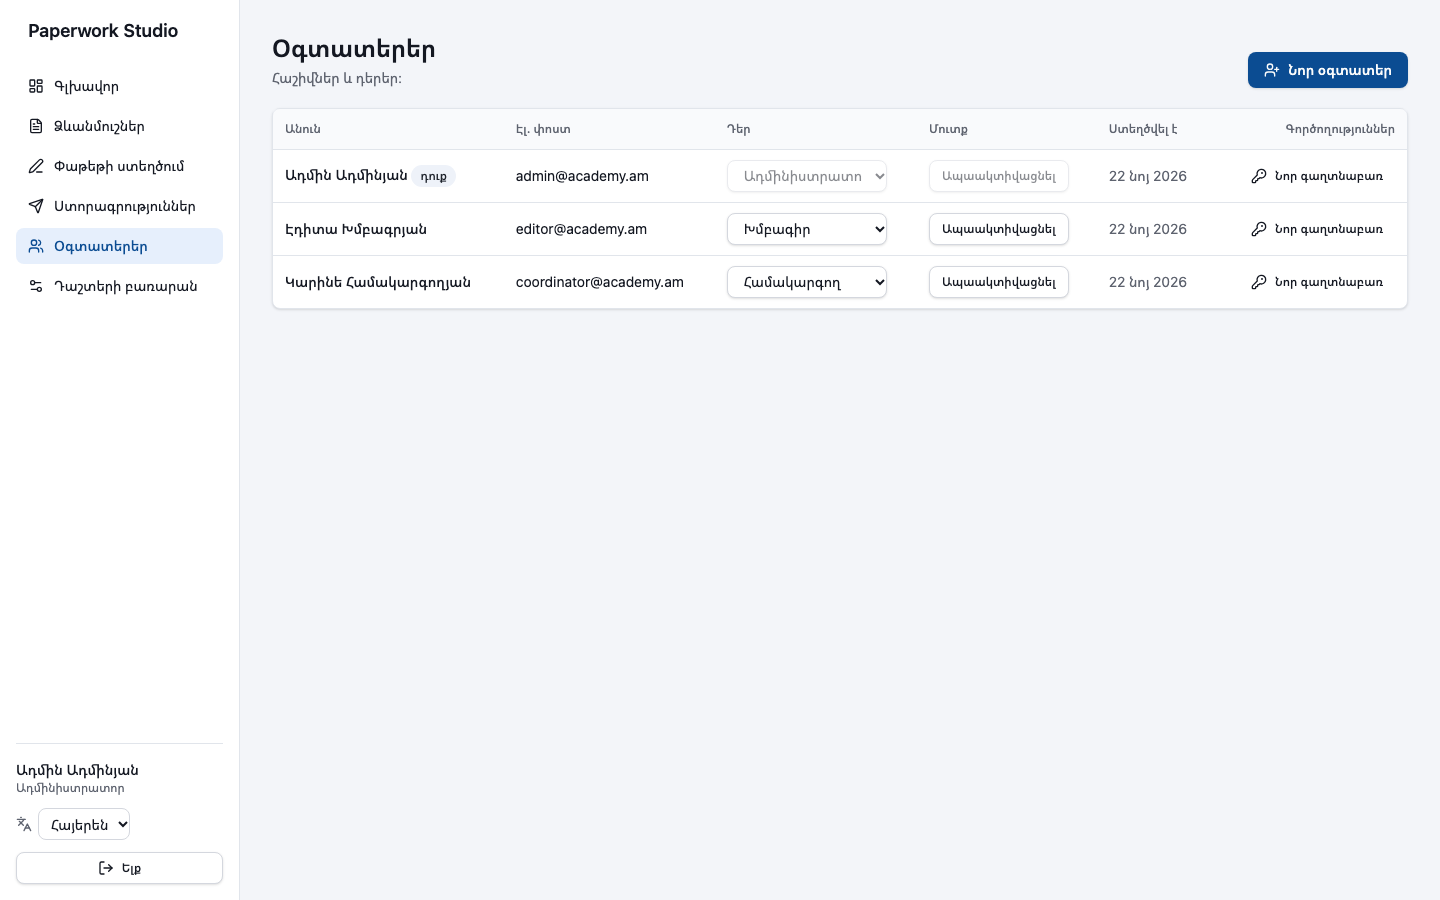 Paperwork Studio
Գլխավոր
Ձևանմուշներ
Փաթեթի ստեղծում
Ստորագրություններ
Օգտատերեր
Դաշտերի բառարան
Ադմին Ադմինյան
Ադմինիստրատոր
Հայերեն
Ելք
Օգտատերեր
Հաշիվներ և դերեր։
Նոր օգտատեր
Անուն Էլ. փոստ Դեր Մուտք Ստեղծվել է Գործողություններ
Ադմին Ադմինյան դուք admin@academy.am Ադմինիստրատո Ապաակտիվացնել 22 նոյ 2026 Նոր գաղտնաբառ
Էդիտա Խմբագրյան editor@academy.am Խմբագիր Ապաակտիվացնել 22 նոյ 2026 Նոր գաղտնաբառ
Կարինե Համակարգողյան coordinator@academy.am Համակարգող Ապաակտիվացնել 22 նոյ 2026 Նոր գաղտնաբառ